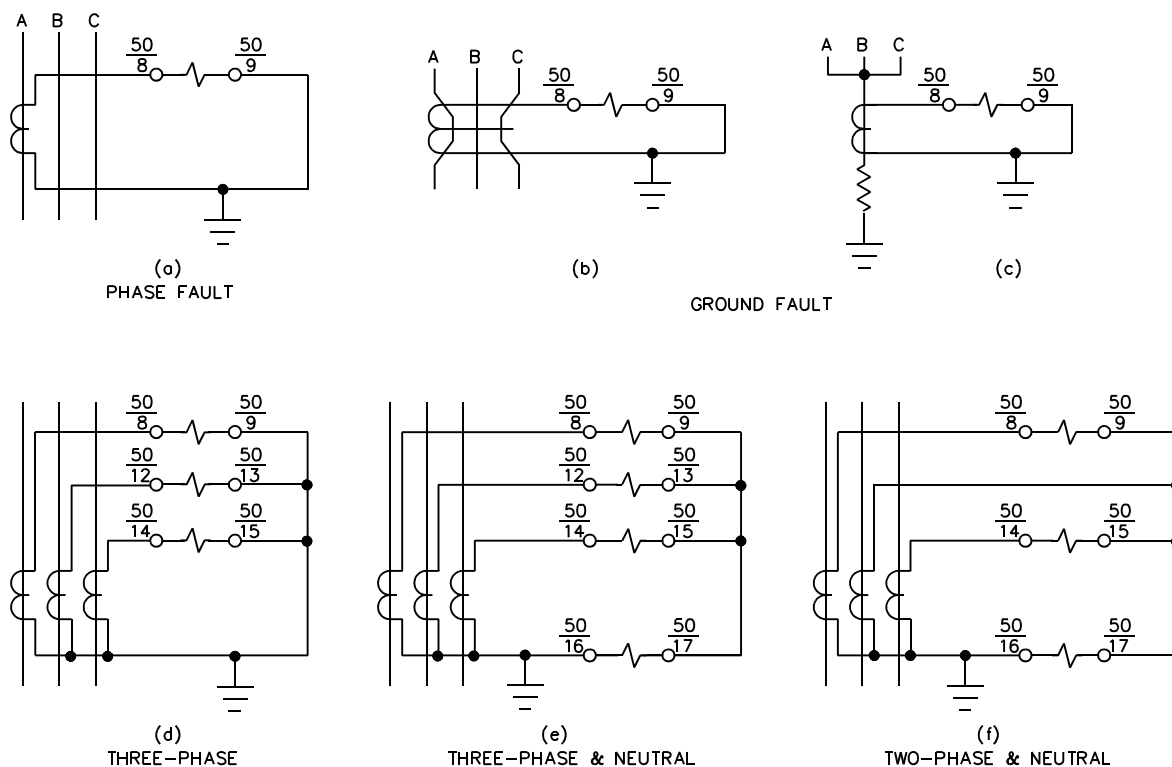 A B C
50 50
8 9
(a)
PHASE FAULT
A B C
50 50
8 9
(b)
A B C
50 50
8 9
(c)
GROUND FAULT
50 50
8 9
50 50
12 13
50 50
14 15
(d)
THREE-PHASE
50 50
8 9
50 50
12 13
50 50
14 15
50 50
16 17
(e)
THREE-PHASE & NEUTRAL
50 50
8 9
50 50
14 15
50 50
16 17
(f)
TWO-PHASE & NEUTRAL